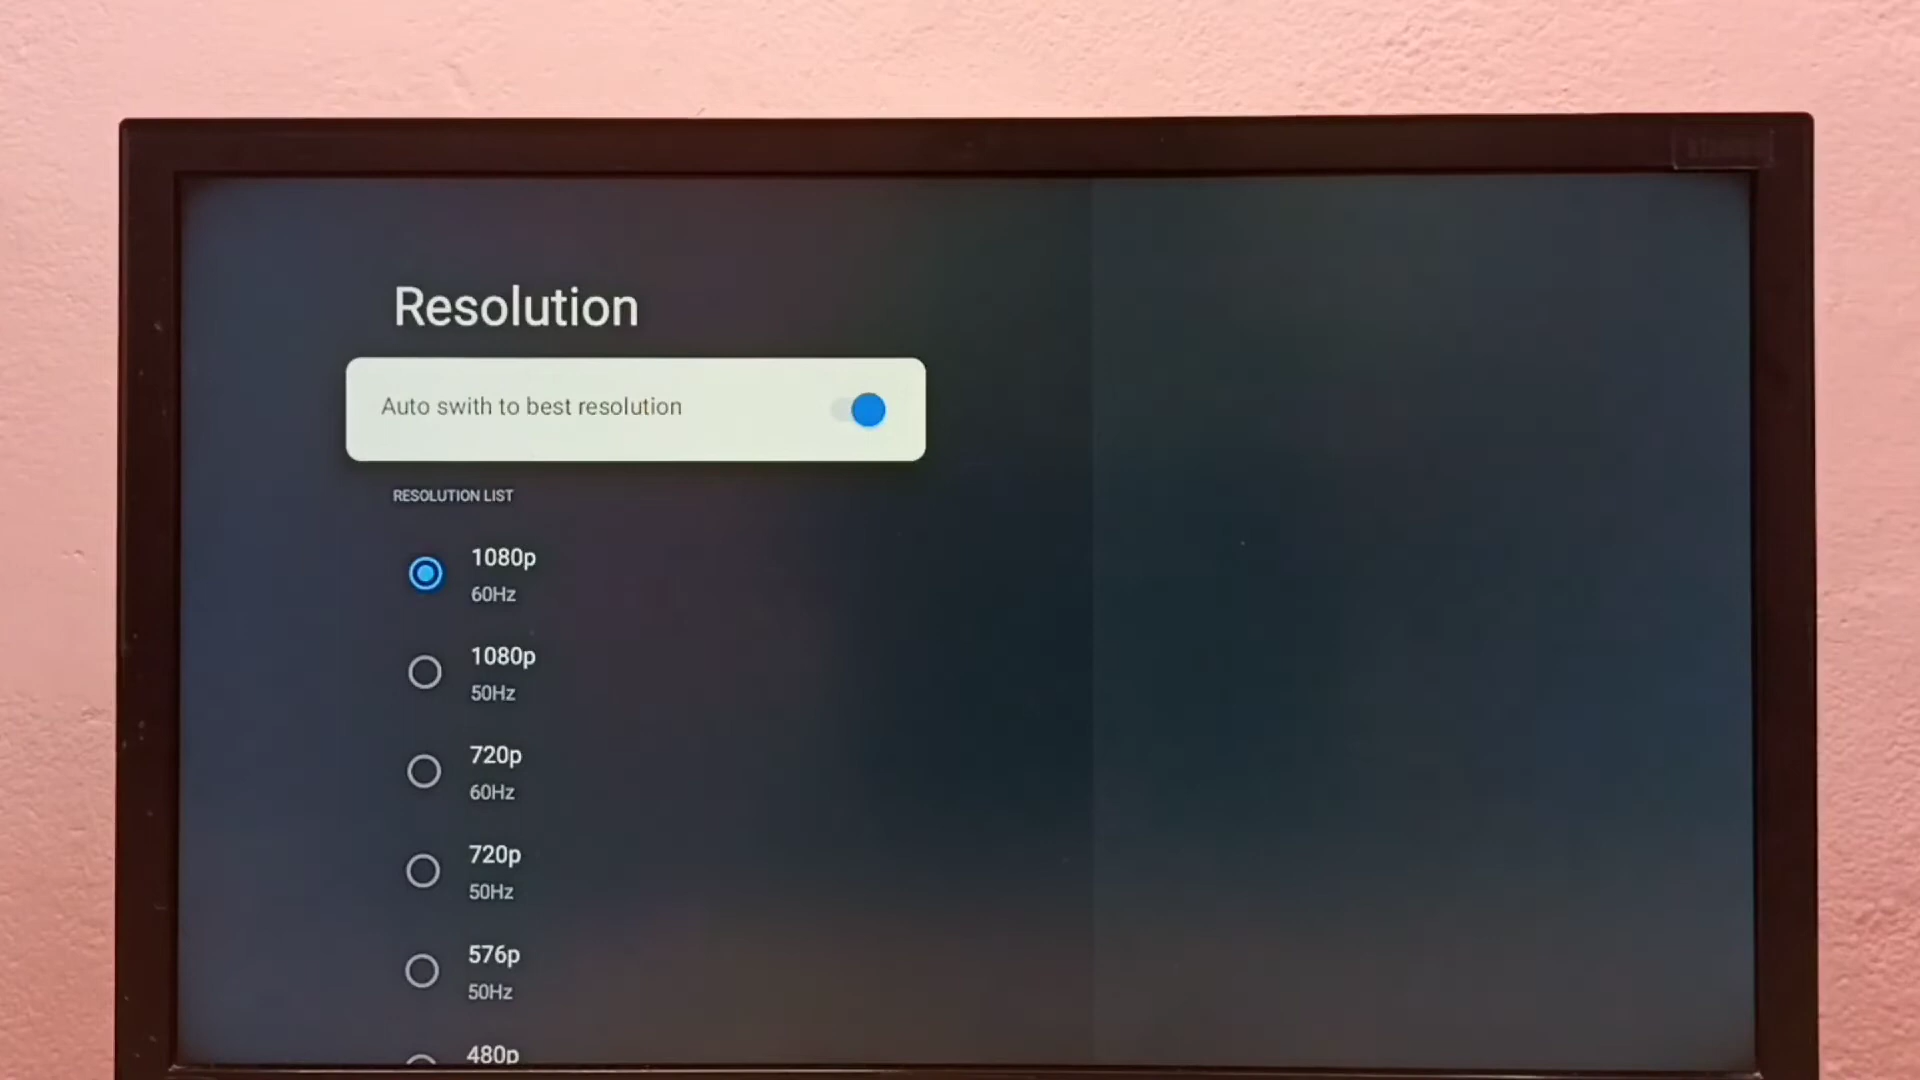 Resolution
Auto swith to best resolution
RESOLUTION LIST
1080p
60Hz
1080p
50Hz
720p
60Hz
720p
50Hz
576p
50Hz
480p